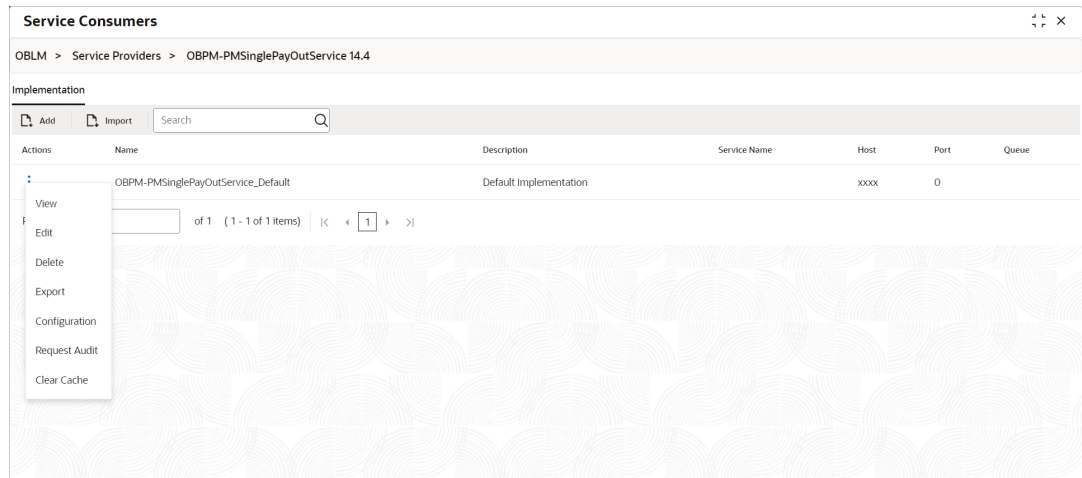 Service Consumers
OBLM > Service Providers > OBPM-PMSinglePayOutService 14.4
Implementation
Add Import Search
Actions Name Description Service Name Host Port Queue
OBPM-PMSinglePayOutService_Default Default Implementation xxxx 0
View
of 1 (1 - 1 of 1 items) 1
Edit
Delete
Export
Configuration
Request Audit
Clear Cache